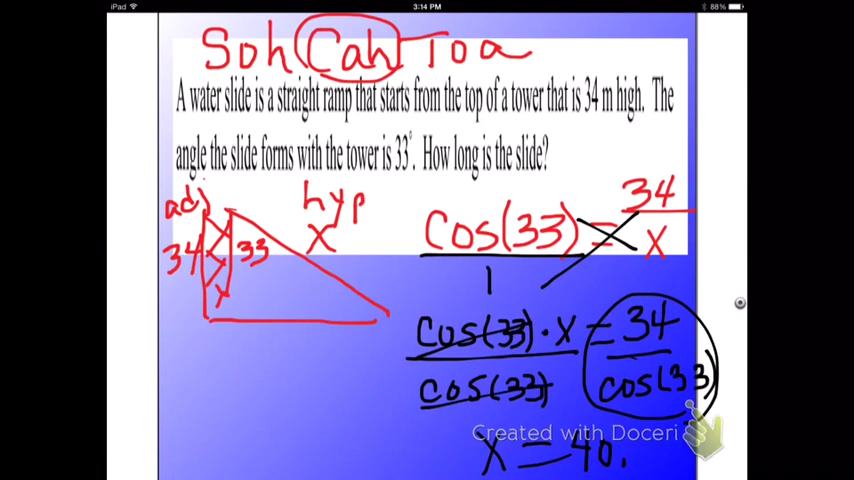 iPad 3:14 PM 88%
Soh Cah Toa
A water slide is a straight ramp that starts from the top of a tower that is 34 m high. The
angle the slide forms with the tower is 33°. How long is the slide?
adj hyp
34 33 x
cos(33) = 34
1 x
cos(33) · x = 34
cos(33) cos(33)
Created with Doceri
x = 40.